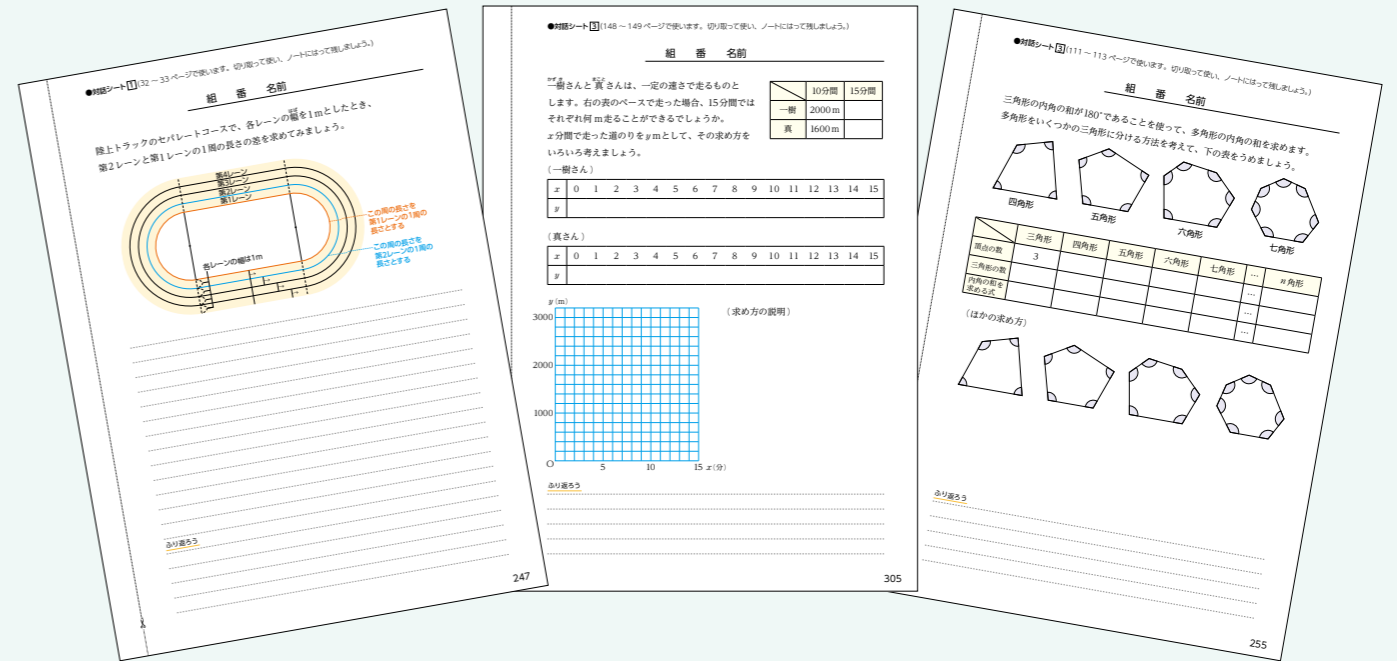 ●対話シート1(32～33ページで使います。切り取って使い、ノートにはって残しましょう。)
組　番　名前
陸上トラックのセパレートコースで、各レーンの幅を1mとしたとき、
はば
第2レーンと第1レーンの1周の長さの差を求めてみましょう。
第4レーン
第3レーン
第2レーン
第1レーン
この周の長さを
第1レーンの1周の
長さとする
この周の長さを
第2レーンの1周の
長さとする
各レーンの幅は1m
ふり返ろう
247
●対話シート3(148～149ページで使います。切り取って使い、ノートにはって残しましょう。)
組　番　名前
かずき　まこと
一樹さんと真さんは、一定の速さで走るものと
します。右の表のペースで走った場合、15分間では
それぞれ何m走ることができるでしょうか。
x分間で走った道のりをymとして、その求め方を
いろいろ考えましょう。
10分間 15分間
一樹 2000m
真 1600m
(一樹さん)
x 0 1 2 3 4 5 6 7 8 9 10 11 12 13 14 15
y
(真さん)
x 0 1 2 3 4 5 6 7 8 9 10 11 12 13 14 15
y
y(m)
3000
2000
1000
O 5 10 15 x(分)
(求め方の説明)
ふり返ろう
305
●対話シート3(111～113ページで使います。切り取って使い、ノートにはって残しましょう。)
組　番　名前
三角形の内角の和が180°であることを使って、多角形の内角の和を求めます。
多角形をいくつかの三角形に分ける方法を考えて、下の表をうめましょう。
四角形
五角形
六角形
七角形
三角形 四角形 五角形 六角形 七角形 … n角形
頂点の数 3 …
三角形の数 …
内角の和を
求める式 …
(ほかの求め方)
ふり返ろう
255